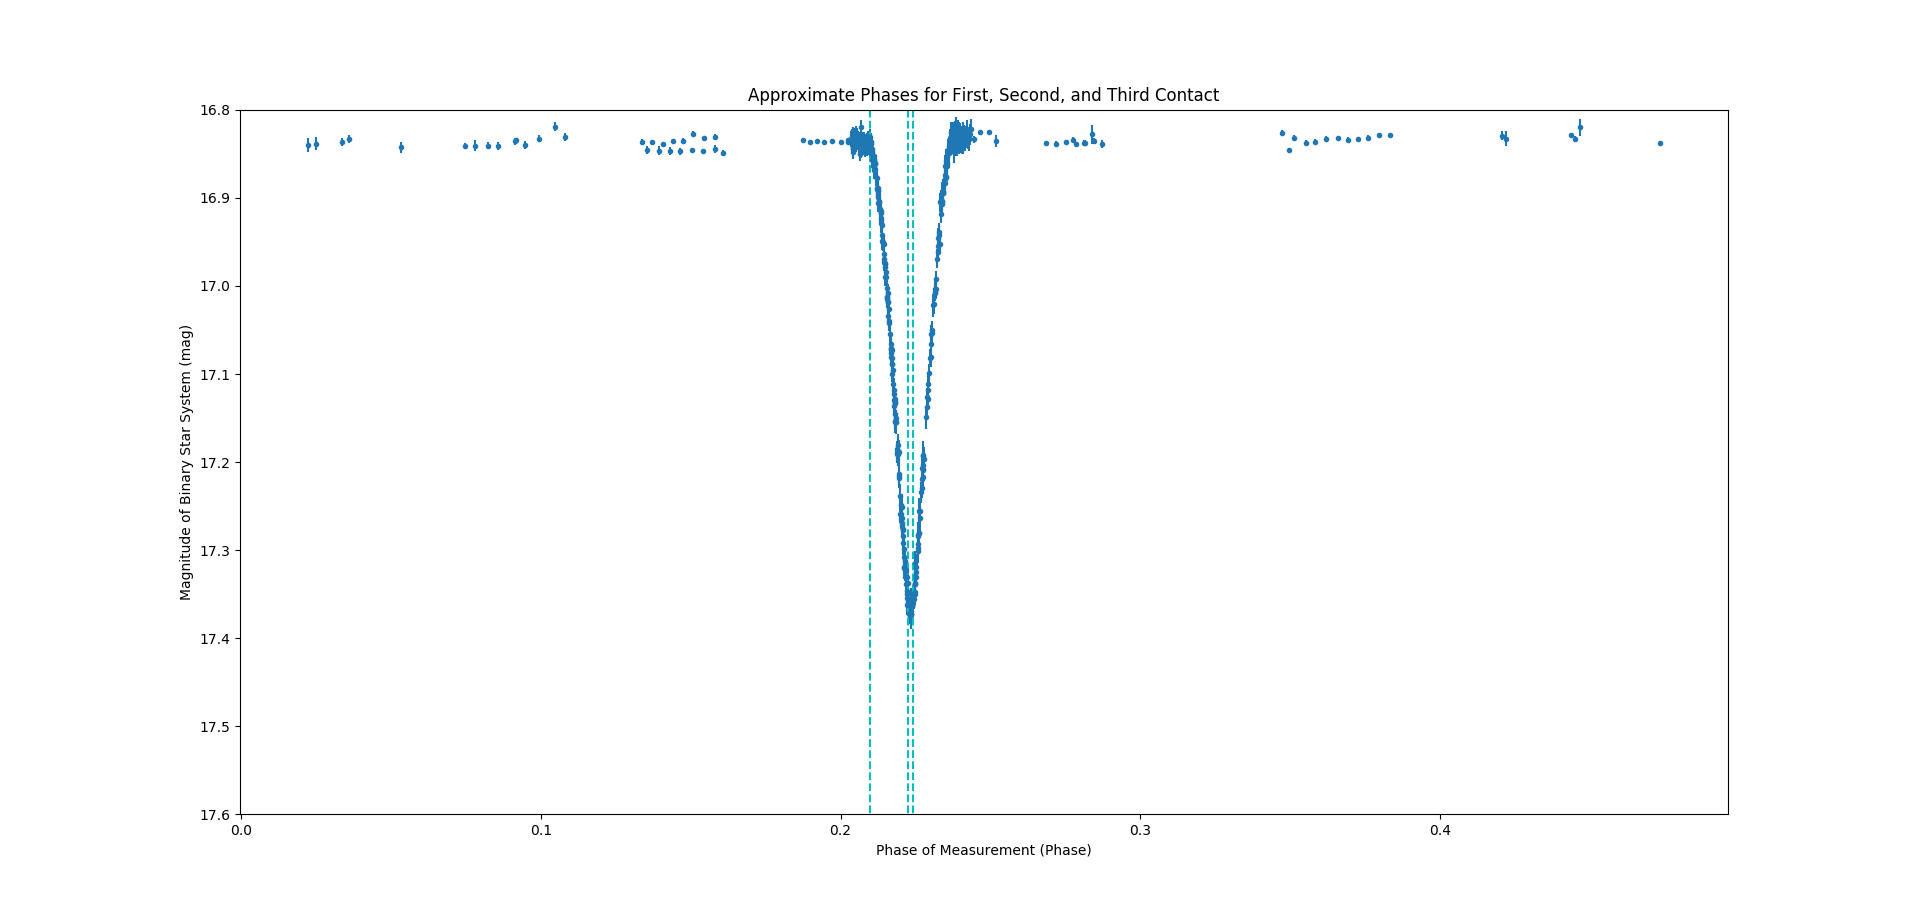 Approximate Phases for First, Second, and Third Contact
16.8
16.9
17.0
17.1
17.2
17.3
17.4
17.5
17.6
Magnitude of Binary Star System (mag)
0.0 0.1 0.2 0.3 0.4
Phase of Measurement (Phase)